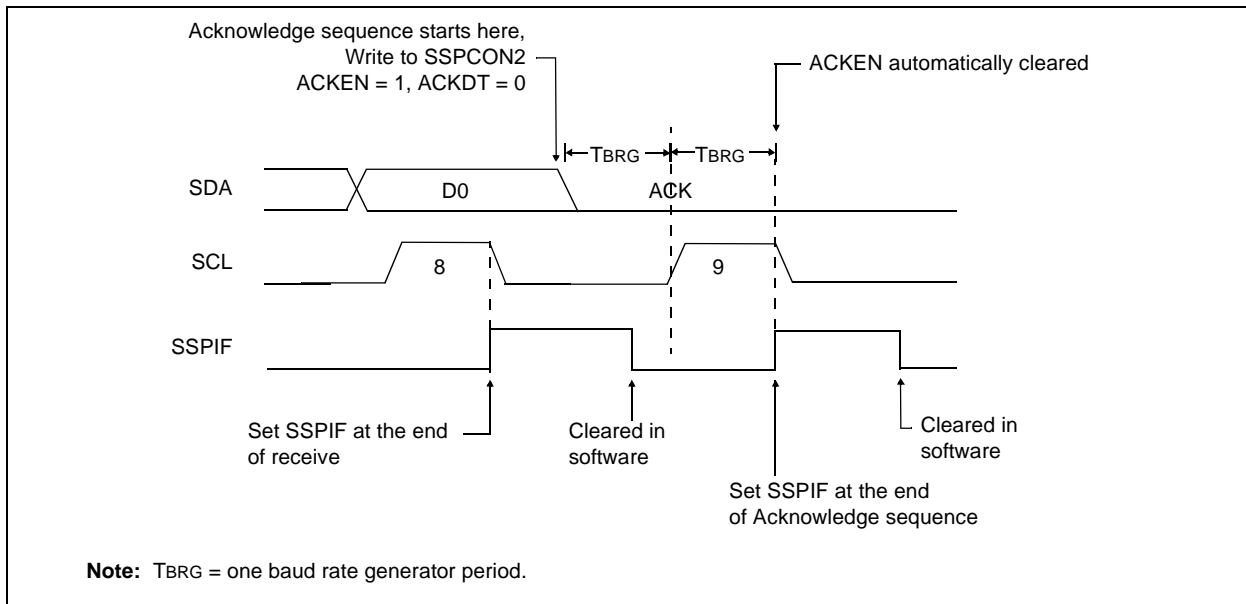 Acknowledge sequence starts here,
Write to SSPCON2
ACKEN = 1, ACKDT = 0
ACKEN automatically cleared
TBRG
TBRG
SDA
D0
ACK
SCL
8
9
SSPIF
Set SSPIF at the end
of receive
Cleared in
software
Set SSPIF at the end
of Acknowledge sequence
Cleared in
software
Note: TBRG = one baud rate generator period.